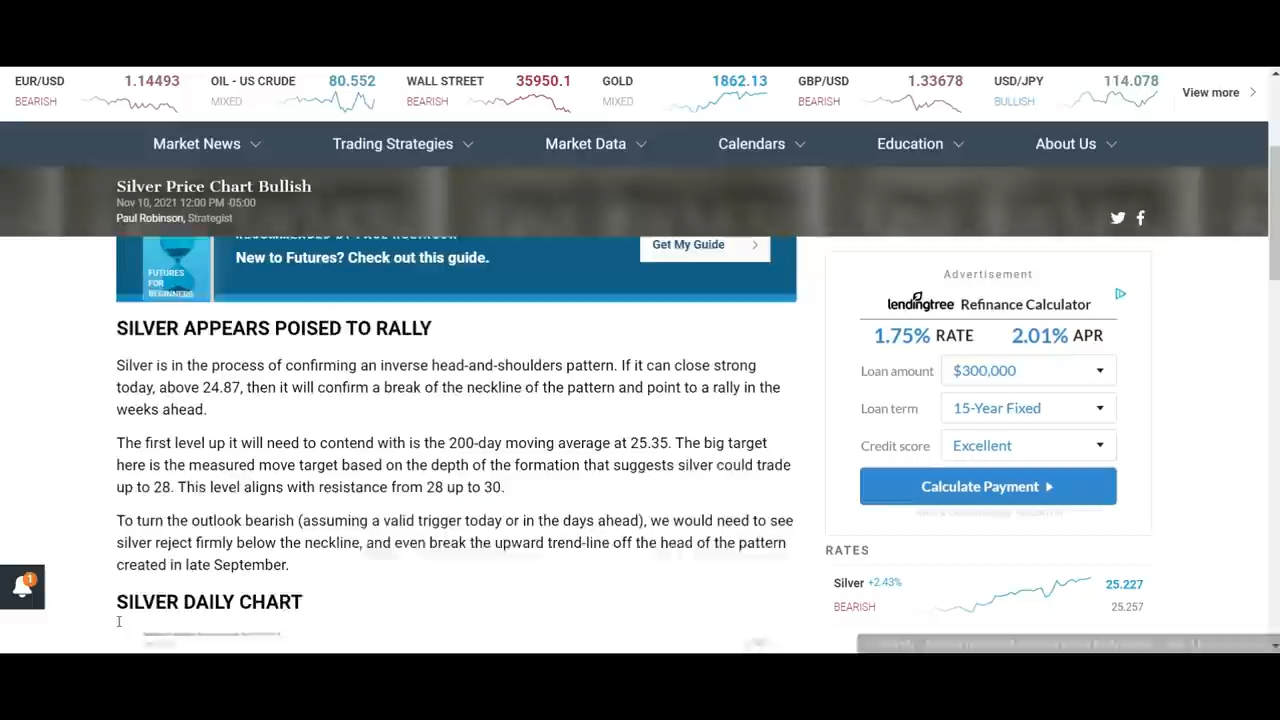 EUR/USD 1.14493 OIL - US CRUDE 80.552 WALL STREET 35950.1 GOLD 1862.13 GBP/USD 1.33678 USD/JPY 114.078
BEARISH MIXED BEARISH MIXED BEARISH BULLISH View more
Market News Trading Strategies Market Data Calendars Education About Us
Silver Price Chart Bullish
Nov 10, 2021 12:00 PM -05:00
Paul Robinson, Strategist
RECOMMENDED BY PAUL ROBINSON
New to Futures? Check out this guide.
Get My Guide
FUTURES
FOR
BEGINNERS
SILVER APPEARS POISED TO RALLY
Silver is in the process of confirming an inverse head-and-shoulders pattern. If it can close strong
today, above 24.87, then it will confirm a break of the neckline of the pattern and point to a rally in the
weeks ahead.
The first level up it will need to contend with is the 200-day moving average at 25.35. The big target
here is the measured move target based on the depth of the formation that suggests silver could trade
up to 28. This level aligns with resistance from 28 up to 30.
To turn the outlook bearish (assuming a valid trigger today or in the days ahead), we would need to see
silver reject firmly below the neckline, and even break the upward trend-line off the head of the pattern
created in late September.
SILVER DAILY CHART
Advertisement
lendingtree Refinance Calculator
1.75% RATE 2.01% APR
Loan amount $300,000
Loan term 15-Year Fixed
Credit score Excellent
Calculate Payment
RATES
Silver +2.43% 25.227
BEARISH 25.257
1